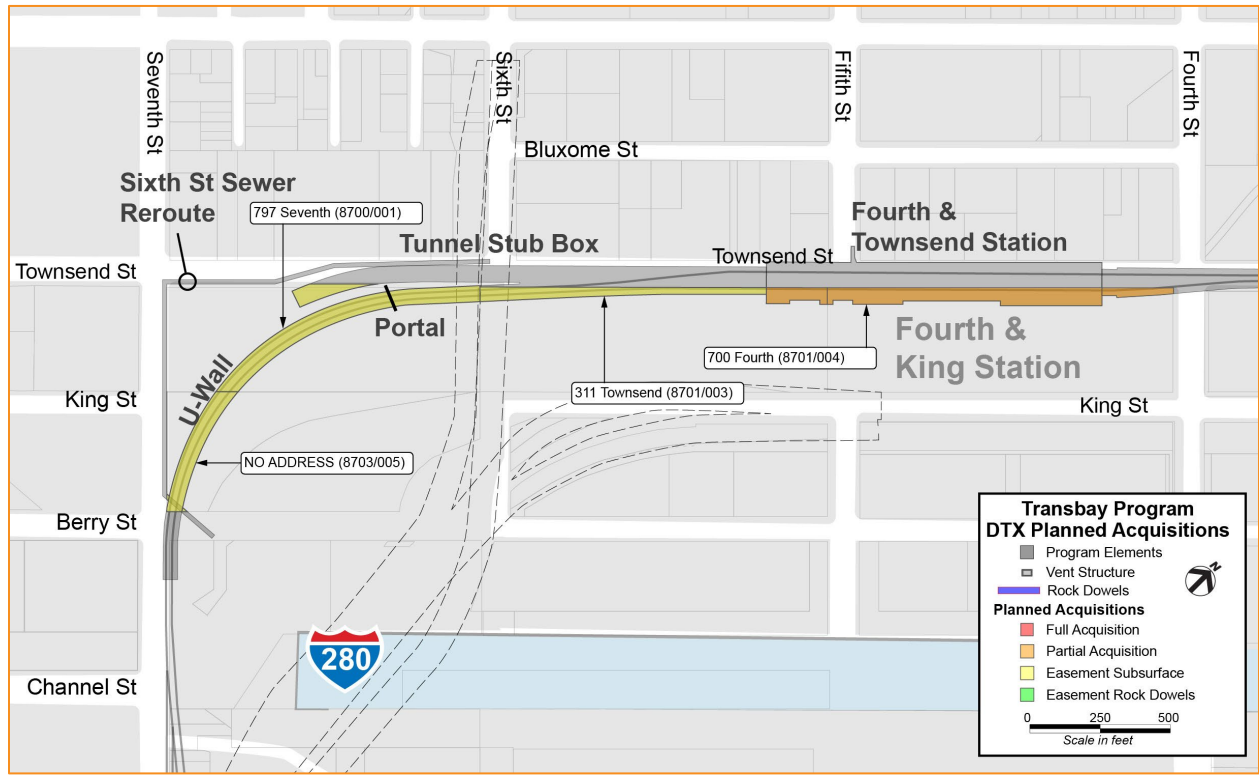 Seventh St
Sixth St
Fifith St
Fourth St
Bluxome St
Sixth St Sewer
Reroute
797 Seventh (8700/001)
Tunnel Stub Box
Fourth &
Townsend Station
Townsend St
Townsend St
Portal
U-Wall
700 Fourth (8701/004)
Fourth &
King Station
311 Townsend (8701/003)
King St
King St
NO ADDRESS (8703/005)
Berry St
280
Channel St
Transbay Program
DTX Planned Acquisitions
Program Elements
Vent Structure
Rock Dowels
N
Planned Acquisitions
Full Acquisition
Partial Acquisition
Easement Subsurface
Easement Rock Dowels
0 250 500
Scale in feet